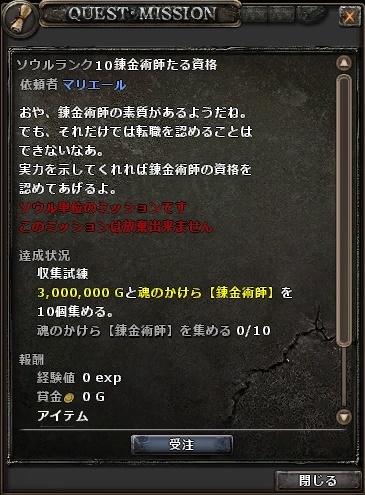 QUEST・MISSION
ソウルランク10錬金術師たる資格
依頼者 マリエール
おや、錬金術師の素質があるようだね。
でも、それだけでは転職を認めることは
できないなあ。
実力を示してくれれば錬金術師の資格を
認めてあげるよ。
ソウル単位のミッションです
このミッションは放棄出来ません
達成状況
収集試練
3,000,000 Gと魂のかけら【錬金術師】を
10個集める。
魂のかけら【錬金術師】を集める 0/10
報酬
経験値 0 exp
賞金 0 G
アイテム
受注
閉じる